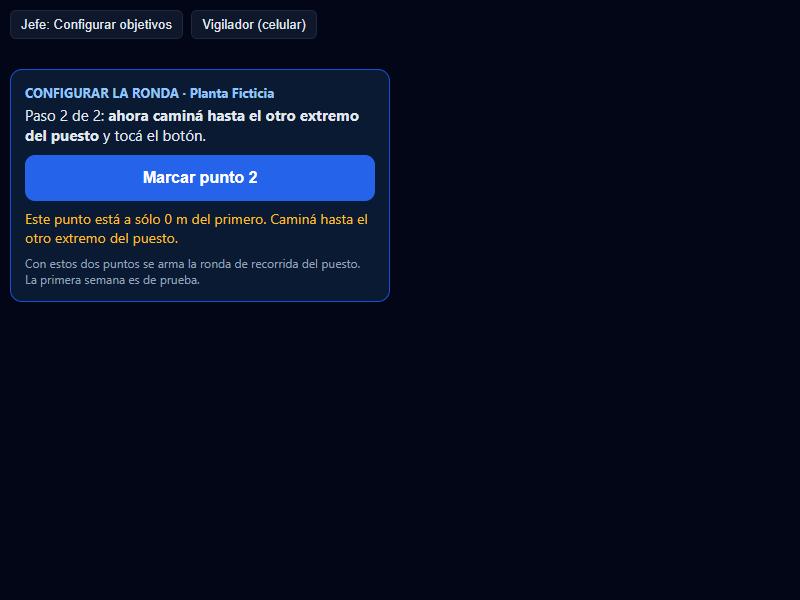 Jefe: Configurar objetivos
Vigilador (celular)
CONFIGURAR LA RONDA · Planta Ficticia
Paso 2 de 2: ahora caminá hasta el otro extremo
del puesto y tocá el botón.
Marcar punto 2
Este punto está a sólo 0 m del primero. Caminá hasta el
otro extremo del puesto.
Con estos dos puntos se arma la ronda de recorrida del puesto.
La primera semana es de prueba.